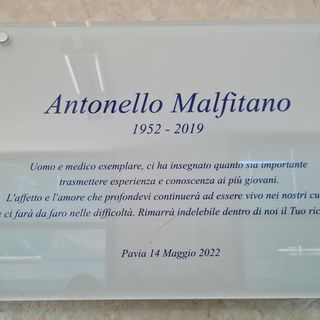 Antonello Malfitano
1952 - 2019
Uomo e medico esemplare, ci ha insegnato quanto sia importante
trasmettere esperienza e conoscenza ai più giovani.
L'affetto e l'amore che profondevi continuerà ad essere vivo nei nostri cu
e ci farà da faro nelle difficoltà. Rimarrà indelebile dentro di noi il Tuo ric
Pavia 14 Maggio 2022